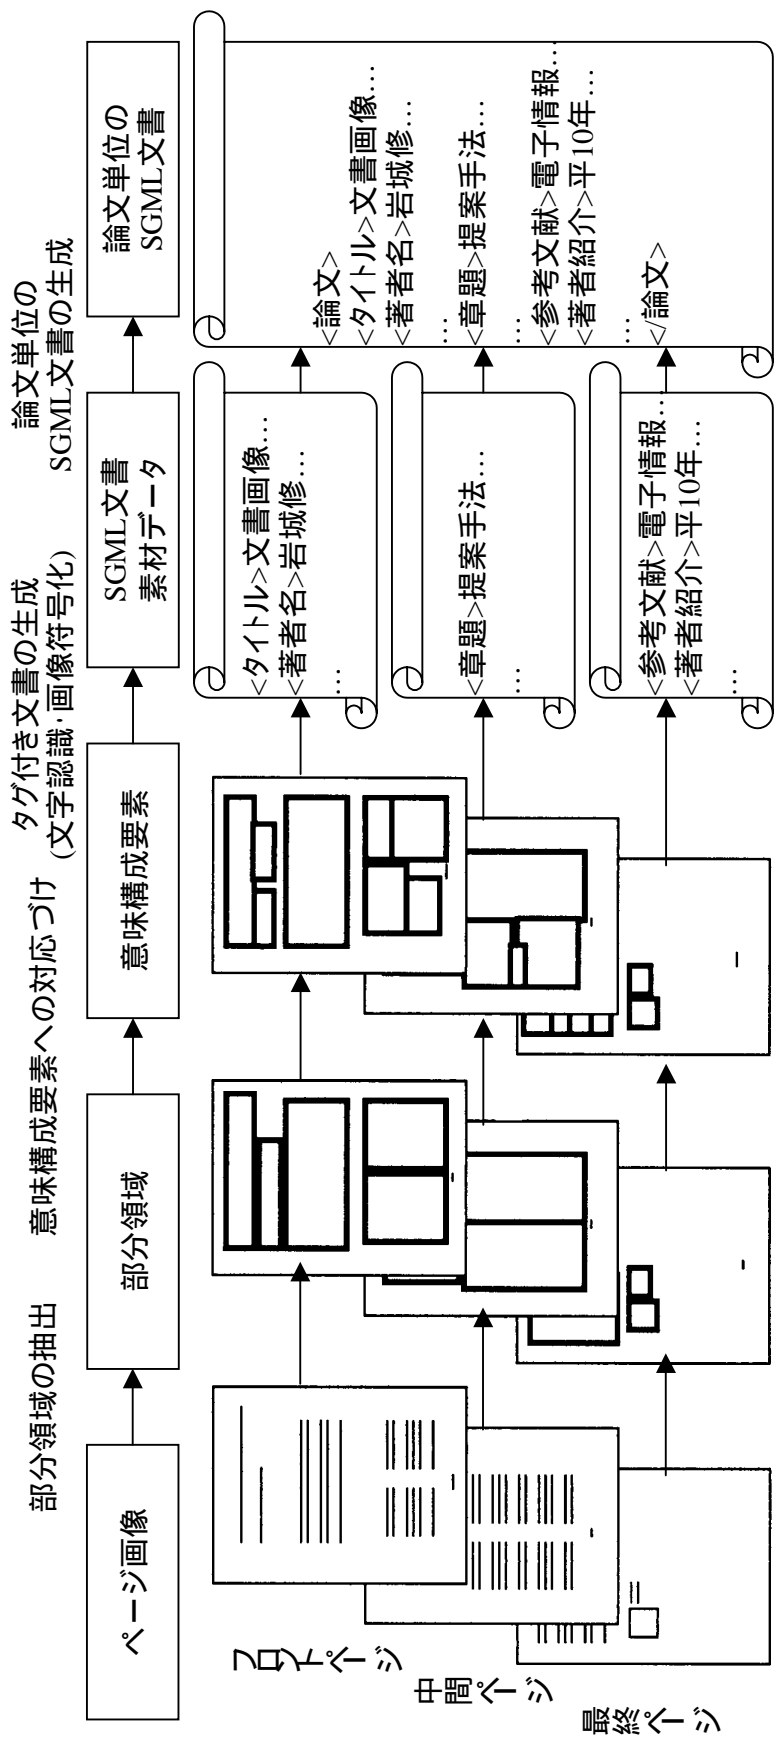 部分領域の抽出
意味構成要素への対応づけ
タグ付き文書の生成
(文字認識・画像符号化)
論文単位の
SGML文書の生成
ページ画像
部分領域
意味構成要素
SGML文書
素材データ
論文単位の
SGML文書
フロントページ
中間ページ
最終ページ
<タイトル>文書画像…
<著者名>岩城修…
…
<章題>提案手法…
…
<参考文献>電子情報…
<著者紹介>平10年…
…
<論文>
<タイトル>文書画像…
<著者名>岩城修…
…
<章題>提案手法…
…
<参考文献>電子情報…
<著者紹介>平10年…
…
</論文>